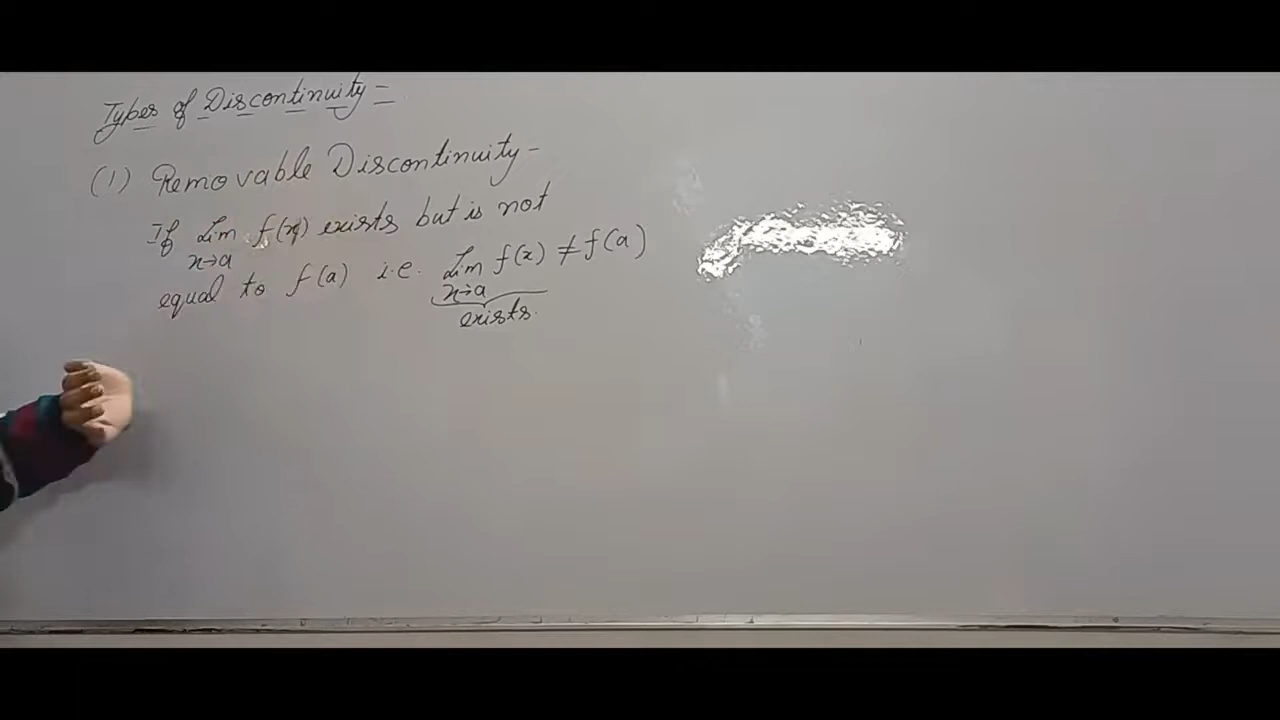 Types of Discontinuity -
(1) Removable Discontinuity -
If Lim x→a f(x) exists but is not
equal to f(a) i.e. Lim x→a f(x) ≠ f(a)
exists.